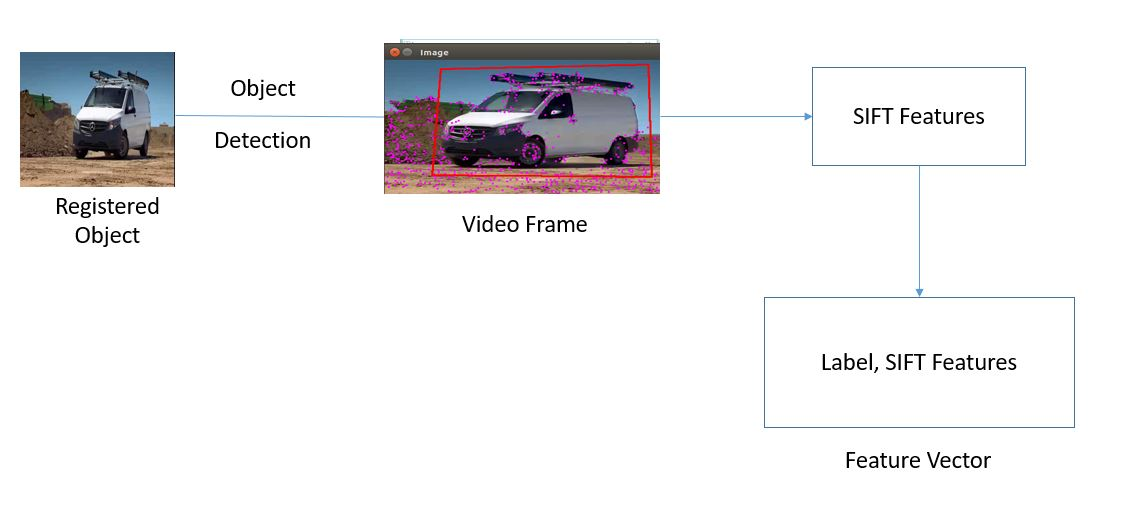 Object
Detection
Image
SIFT Features
Registered
Object
Video Frame
Label, SIFT Features
Feature Vector